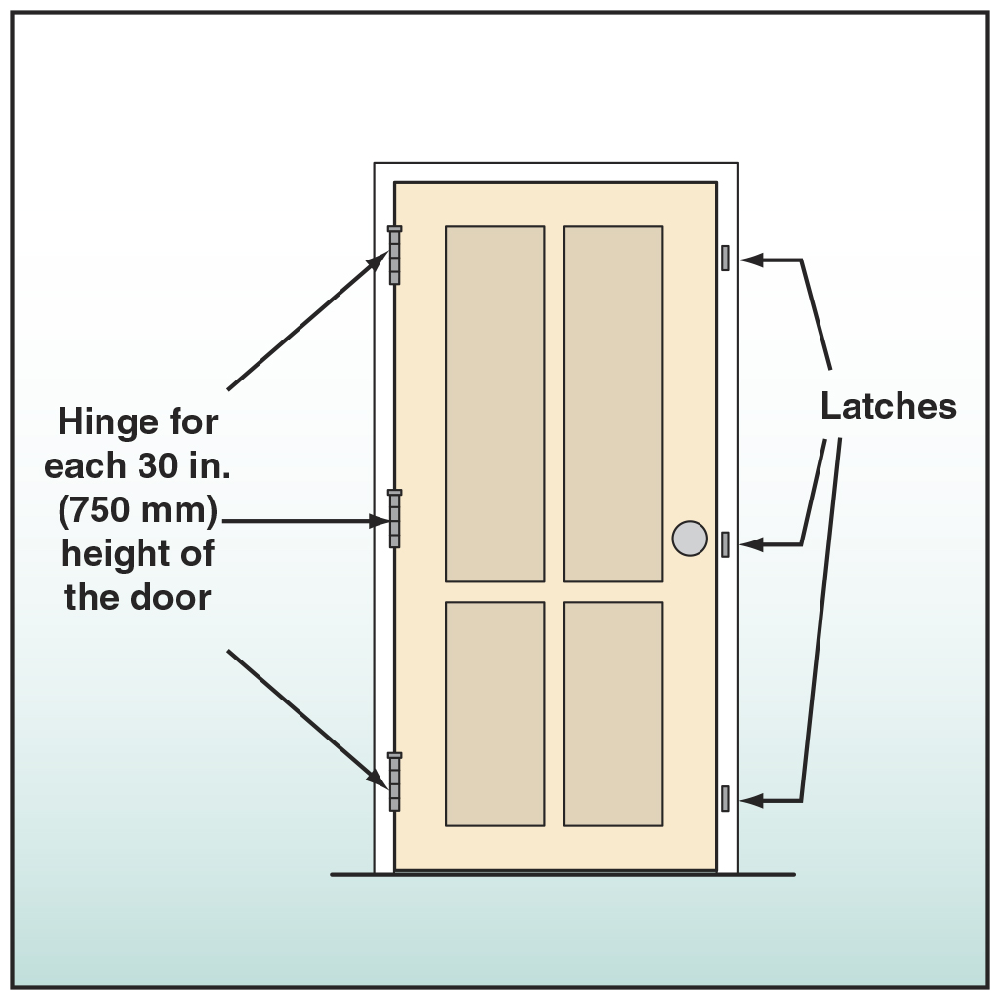 Hinge for
each 30 in.
(750 mm)
height of
the door
Latches